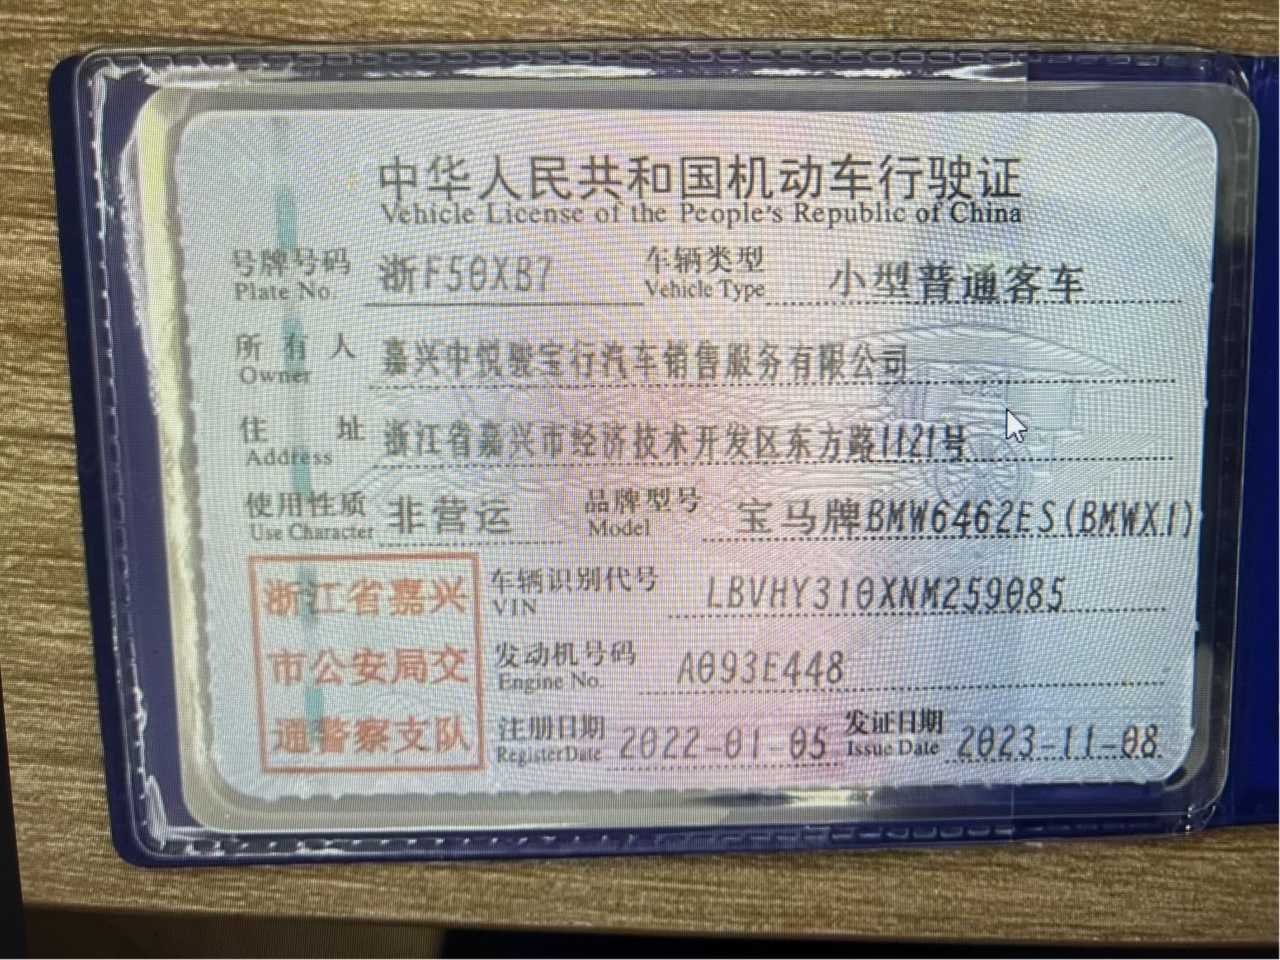 中华人民共和国机动车行驶证
Vehicle License of the People's Republic of China
号牌号码 浙F50XB7 车辆类型 小型普通客车
Plate No. Vehicle Type
所有人 嘉兴中悦骏宝行汽车销售服务有限公司
Owner
住址 浙江省嘉兴市经济技术开发区东方路1121号
Address
使用性质 非营运 品牌型号 宝马牌BMW6462ES(BMWX1)
Use Character Model
浙江省嘉兴
市公安局交
通警察支队
车辆识别代号 LBVHY310XNM259085
VIN
发动机号码 A093E448
Engine No.
注册日期 2022-01-05 发证日期 2023-11-08
Register Date Issue Date